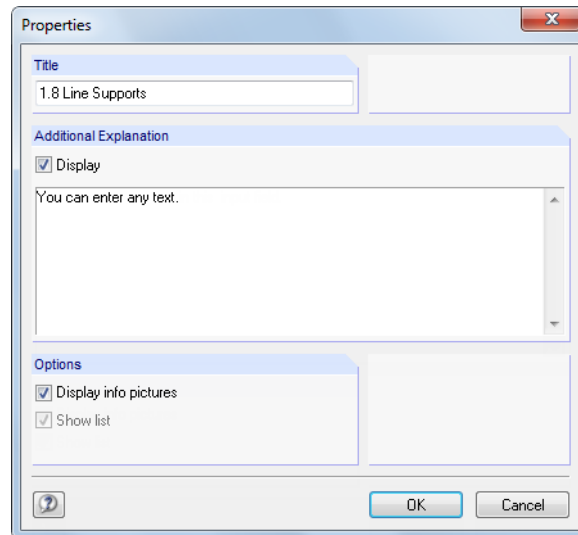 Properties
Title
1.8 Line Supports
Additional Explanation
Display
You can enter any text.
Options
Display info pictures
Show list
OK
Cancel